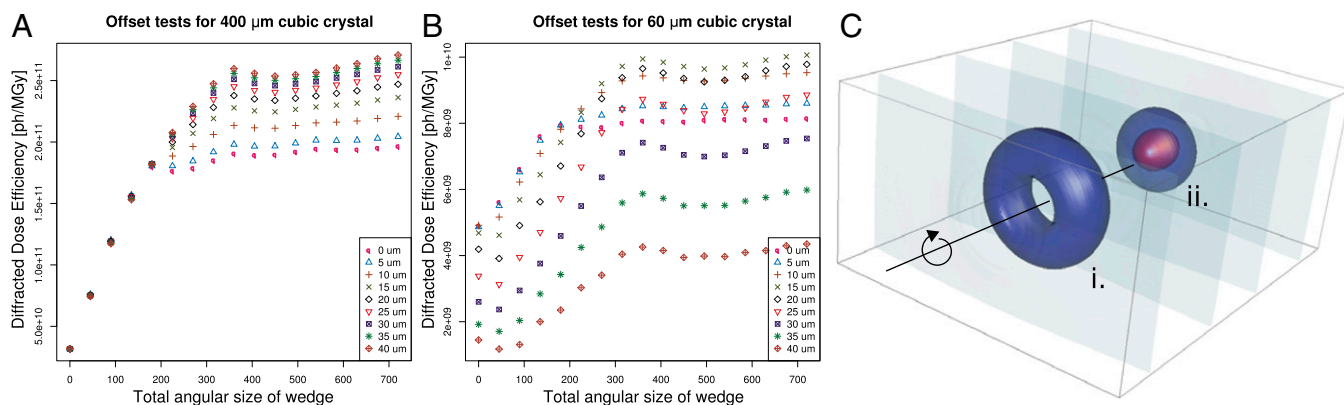 A
Offset tests for 400 µm cubic crystal
Diffracted Dose Efficiency [ph/MGy]
5.0e+10
1.0e+11
1.5e+11
2.0e+11
2.5e+11
0 um
5 um
10 um
15 um
20 um
25 um
30 um
35 um
40 um
0 100 200 300 400 500 600 700
Total angular size of wedge
B
Offset tests for 60 µm cubic crystal
Diffracted Dose Efficiency [ph/MGy]
2e+09
4e+09
6e+09
8e+09
1e+10
0 um
5 um
10 um
15 um
20 um
25 um
30 um
35 um
40 um
0 100 200 300 400 500 600 700
Total angular size of wedge
C
i.
ii.